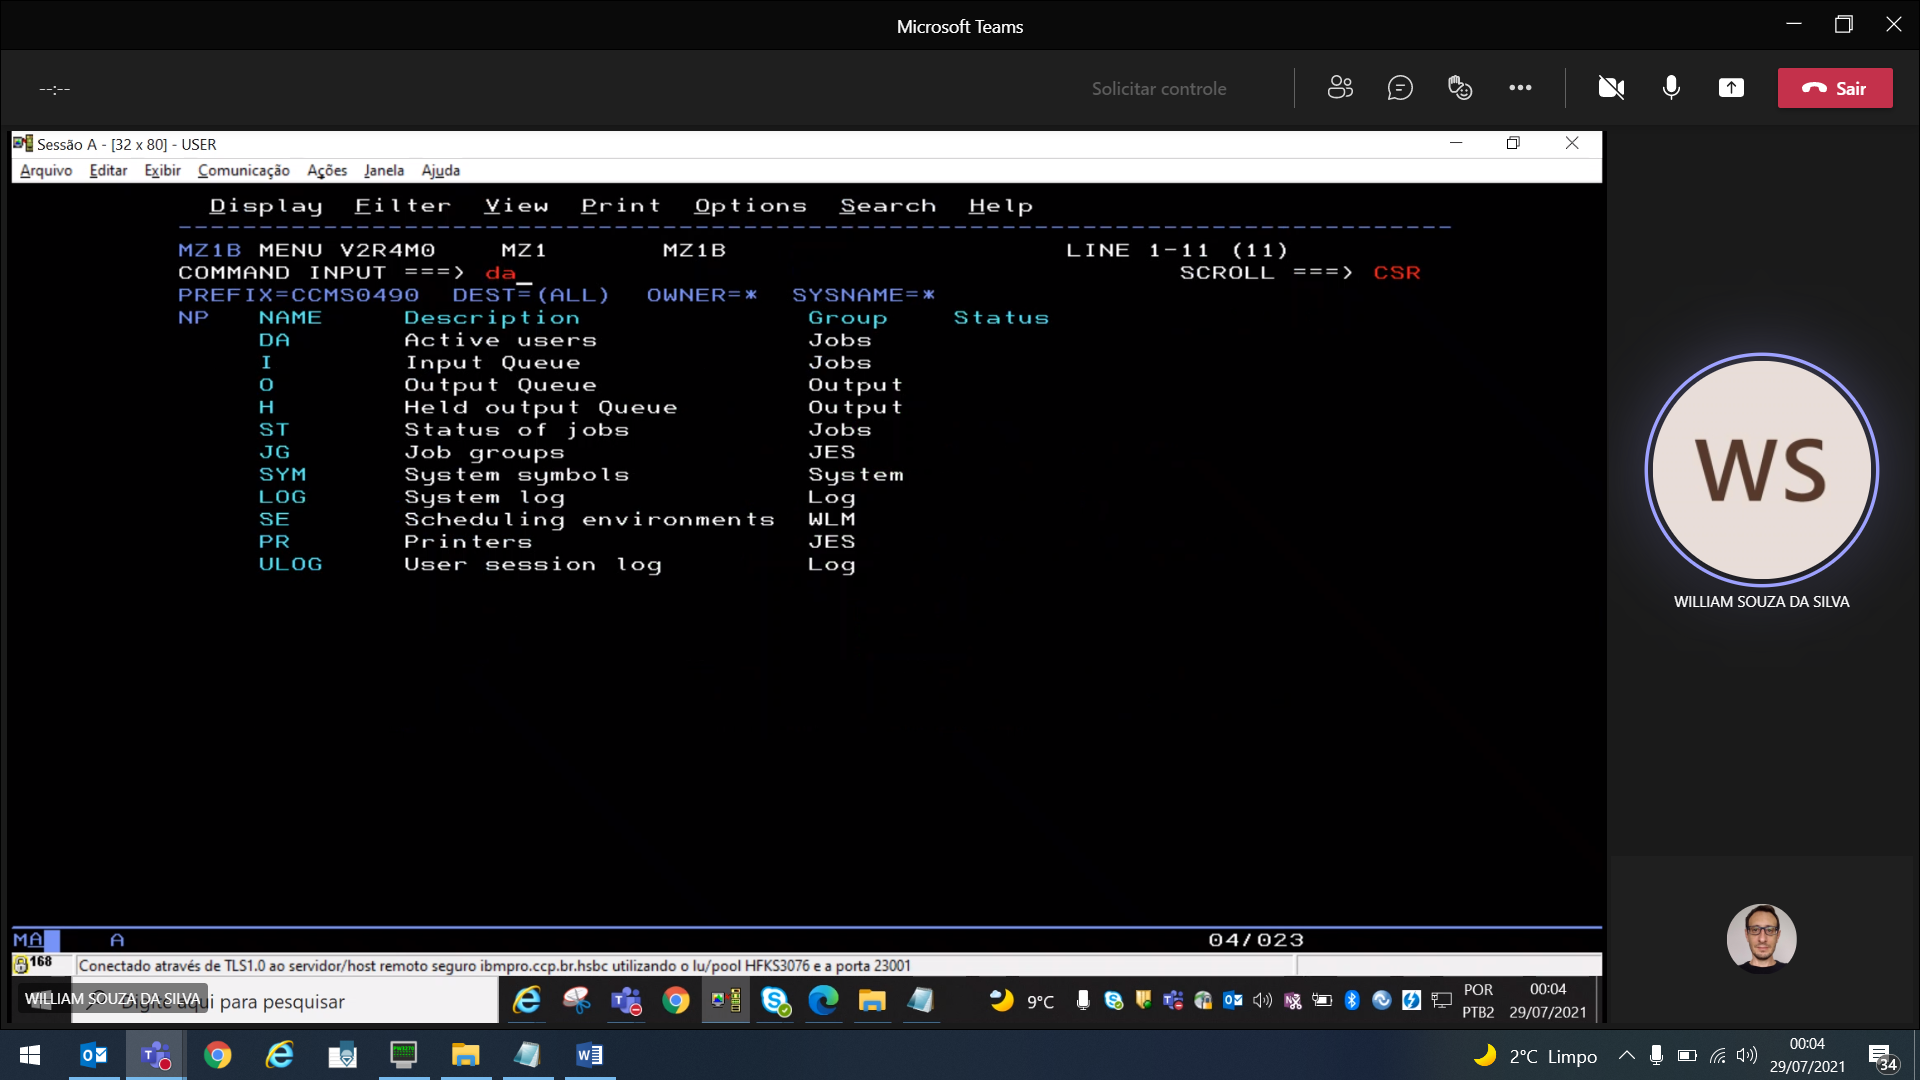 Microsoft Teams
--:--
Solicitar controle
Sair
Sessão A - [32 x 80] - USER
Arquivo Editar Exibir Comunicação Ações Janela Ajuda
Display Filter View Print Options Search Help
MZ1B MENU V2R4M0 MZ1 MZ1B LINE 1-11 (11)
COMMAND INPUT ===> da_ SCROLL ===> CSR
PREFIX=CCMS0490 DEST=(ALL) OWNER=* SYSNAME=*
NP NAME Description Group Status
DA Active users Jobs
I Input Queue Jobs
O Output Queue Output
H Held output Queue Output
ST Status of jobs Jobs
JG Job groups JES
SYM System symbols System
LOG System log Log
SE Scheduling environments WLM
PR Printers JES
ULOG User session log Log
WS
WILLIAM SOUZA DA SILVA
MA A 04/023
168 Conectado através de TLS1.0 ao servidor/host remoto seguro ibmpro.ccp.br.hsbc utilizando o lu/pool HFKS3076 e a porta 23001
WILLIAM SOUZA DA SILVA
Digite aqui para pesquisar
9°C
POR
PTB2
00:04
29/07/2021
2°C Limpo
00:04
29/07/2021
34